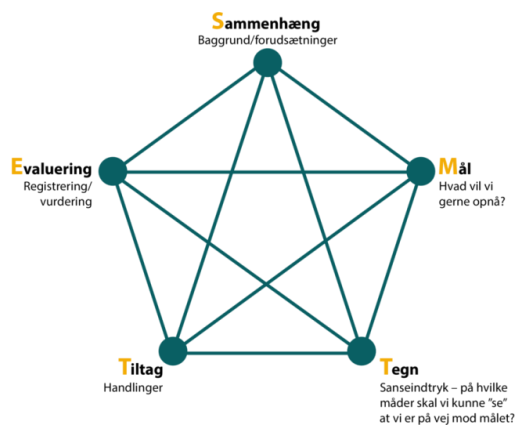 Sammenhæng
Baggrund/forudsætninger
Evaluering
Registrering/
vurdering
Mål
Hvad vil vi
gerne opnå?
Tiltag
Handlinger
Tegn
Sanseindtryk – på hvilke
måder skal vi kunne ”se”
at vi er på vej mod målet?